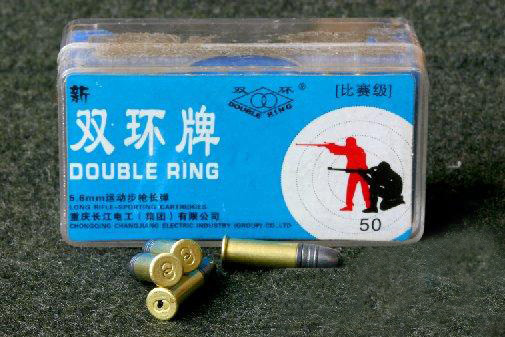 新
双环牌
DOUBLE RING
双 环
DOUBLE RING
®
[比赛级]
5.6mm运动步枪长弹
LONG RIFLE-SPORTING CARTRIDGES
重庆长江电工(集团)有限公司
CHONGQING CHANGJIANG ELECTRIC INDUSTRY (GROUP) CO.,LTD
50